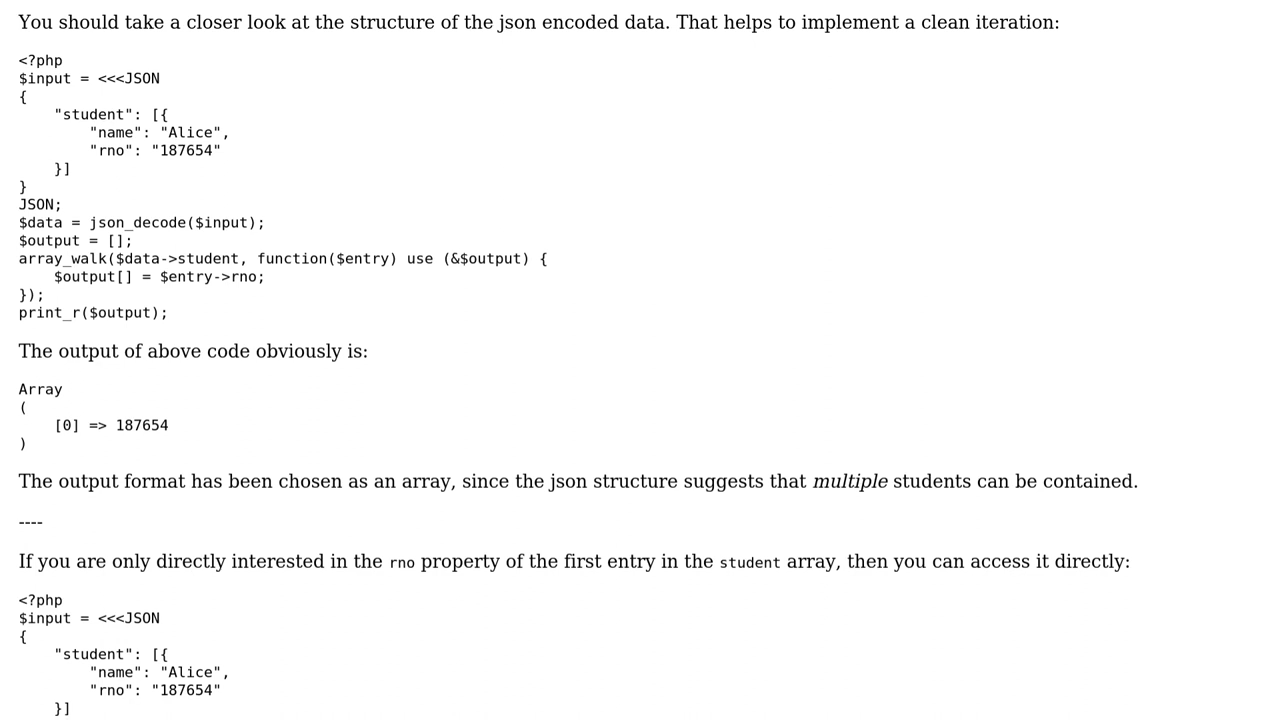 You should take a closer look at the structure of the json encoded data. That helps to implement a clean iteration:
<?php
$input = <<<JSON
{
    "student": [{
        "name": "Alice",
        "rno": "187654"
    }]
}
JSON;
$data = json_decode($input);
$output = [];
array_walk($data->student, function($entry) use (&$output) {
    $output[] = $entry->rno;
});
print_r($output);
The output of above code obviously is:
Array
(
    [0] => 187654
)
The output format has been chosen as an array, since the json structure suggests that multiple students can be contained.
----
If you are only directly interested in the rno property of the first entry in the student array, then you can access it directly:
<?php
$input = <<<JSON
{
    "student": [{
        "name": "Alice",
        "rno": "187654"
    }]